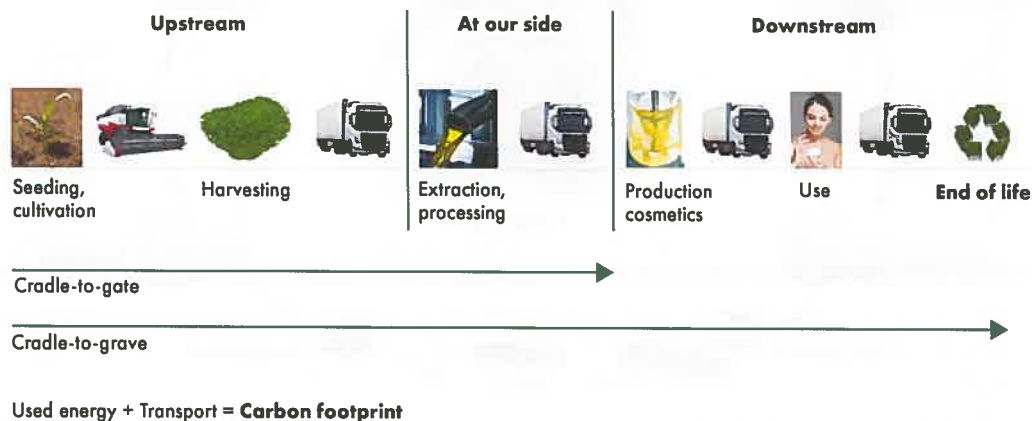 Upstream
At our side
Downstream
Seeding,
cultivation
Harvesting
Extraction,
processing
Production
cosmetics
Use
End of life
Cradle-to-gate
Cradle-to-grave
Used energy + Transport = Carbon footprint